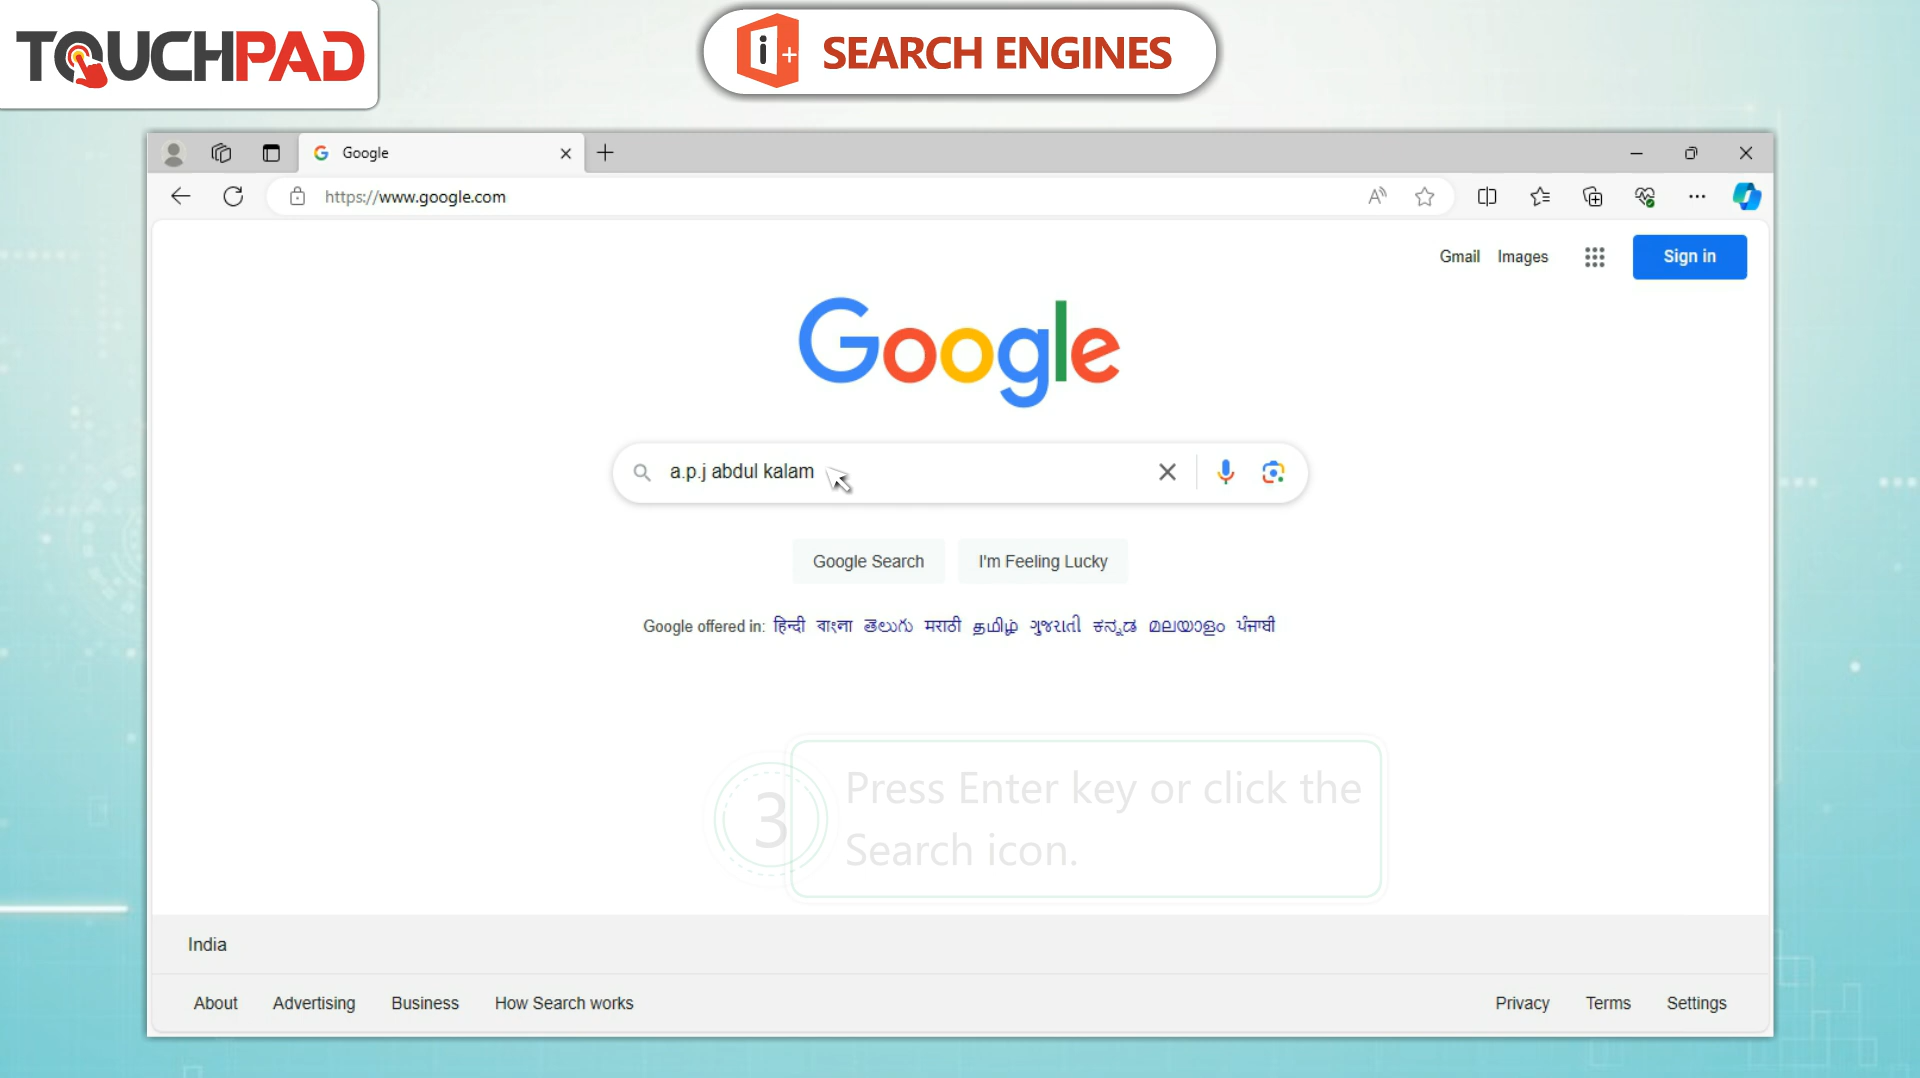 TOUCHPAD
i+ SEARCH ENGINES
Google
https://www.google.com
Gmail Images Sign in
Google
a.p.j abdul kalam
Google Search I'm Feeling Lucky
Google offered in: हिन्दी বাংলা తెలుగు मराठी தமிழ் ગુજરાતી ಕನ್ನಡ മലയാളം ਪੰਜਾਬੀ
3 Press Enter key or click the
Search icon.
India
About Advertising Business How Search works Privacy Terms Settings